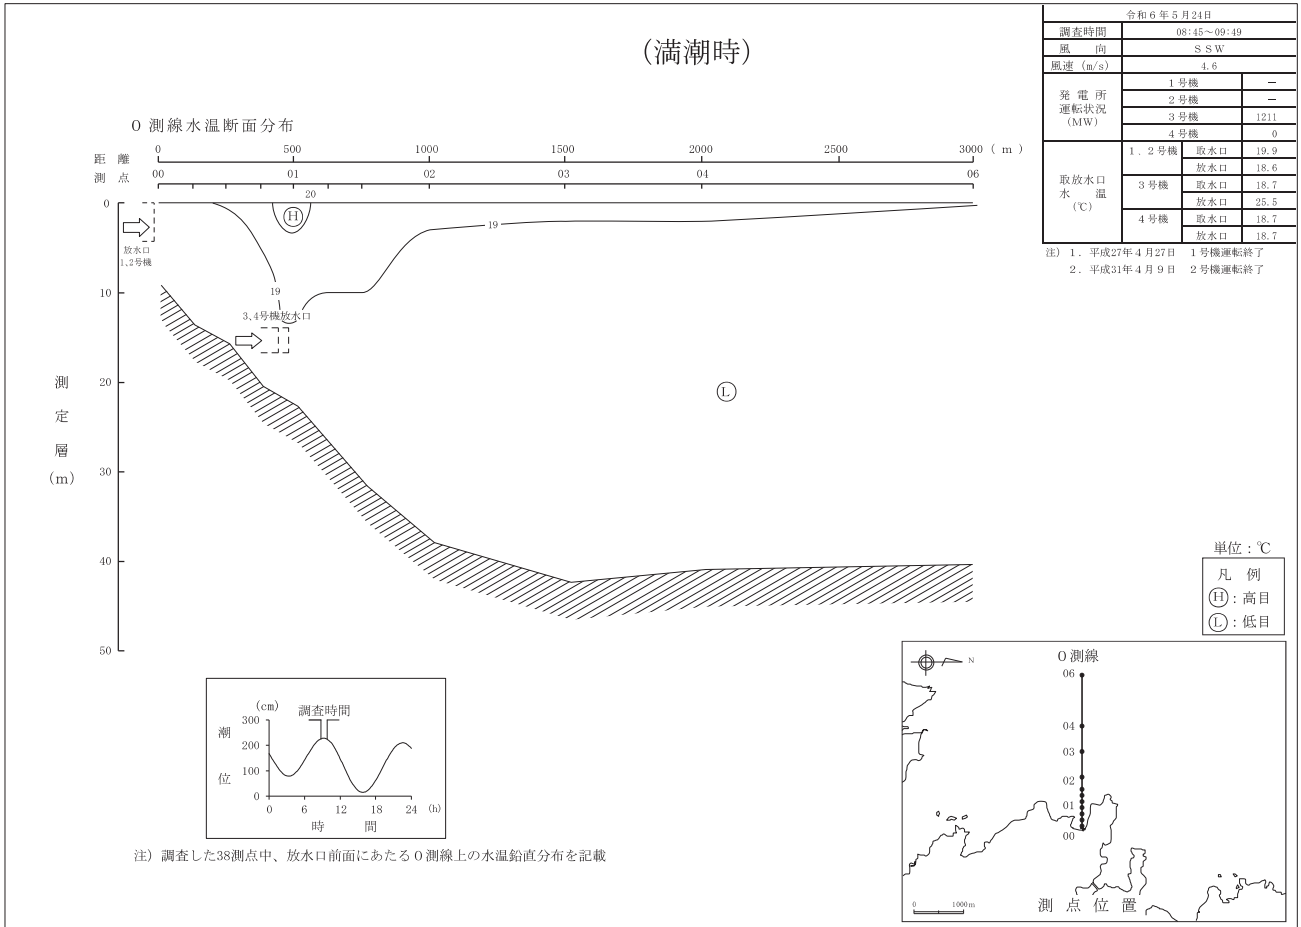 (満潮時)
令和6年5月24日
調査時間 08:45～09:49
風 向 SSW
風速 (m/s) 4.6
発電所運転状況 (MW)
1号機 －
2号機 －
3号機 1211
4号機 0
取放水口水温 (℃)
1．2号機 取水口 19.9
放水口 18.6
3号機 取水口 18.7
放水口 25.5
4号機 取水口 18.7
放水口 18.7
注）1．平成27年4月27日 1号機運転終了
2．平成31年4月9日 2号機運転終了
0測線水温断面分布
距離 0 500 1000 1500 2000 2500 3000 (m)
測点 00 01 02 03 04 06
20
0
H
19
放水口
1,2号機
10
19
3、4号機放水口
20
L
測定層(m)
30
40
50
単位：℃
凡 例
H：高目
L：低目
(cm)
調査時間
潮位
300
200
100
0
0 6 12 18 24 (h)
時 間
注）調査した38測点中、放水口前面にあたる0測線上の水温鉛直分布を記載
N
0測線
06
04
03
02
01
00
0 1000m
測点位置